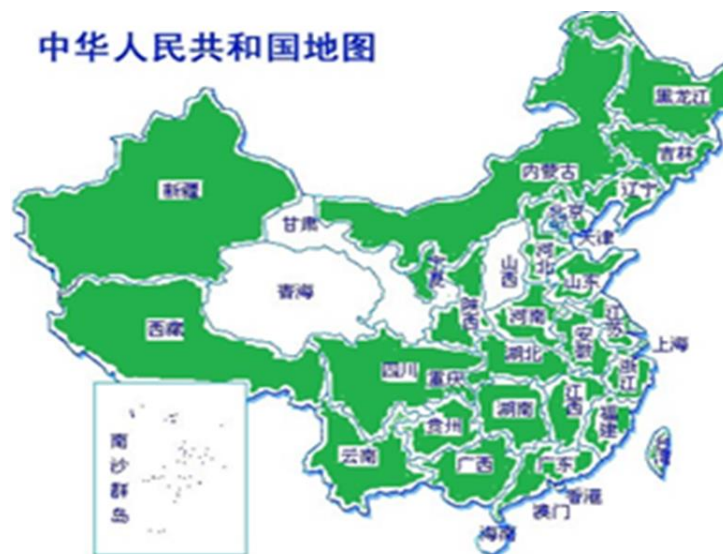 中华人民共和国地图
黑龙江
吉林
内蒙古
辽宁
新疆
北京
甘肃
天津
宁夏
山西
河北
山东
青海
陕西
河南
江苏
西藏
安徽
上海
湖北
四川
重庆
浙江
湖南
江西
福建
贵州
台湾
南沙群岛
云南
广西
广东
香港
澳门
海南